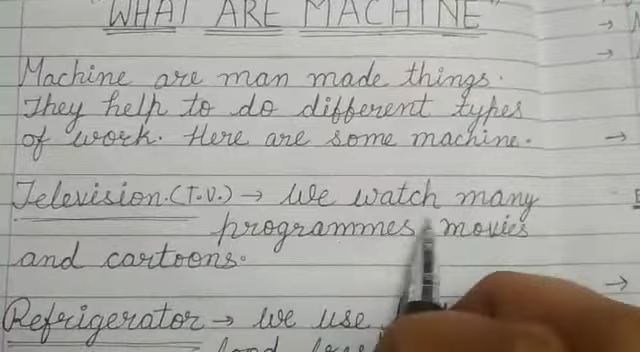 "WHAT ARE MACHINE"
Machine are man made things.
They help to do different types
of work. Here are some machine.
Television.(T.V.) → We watch many
programmes movies
and cartoons.
Refrigerator → We use